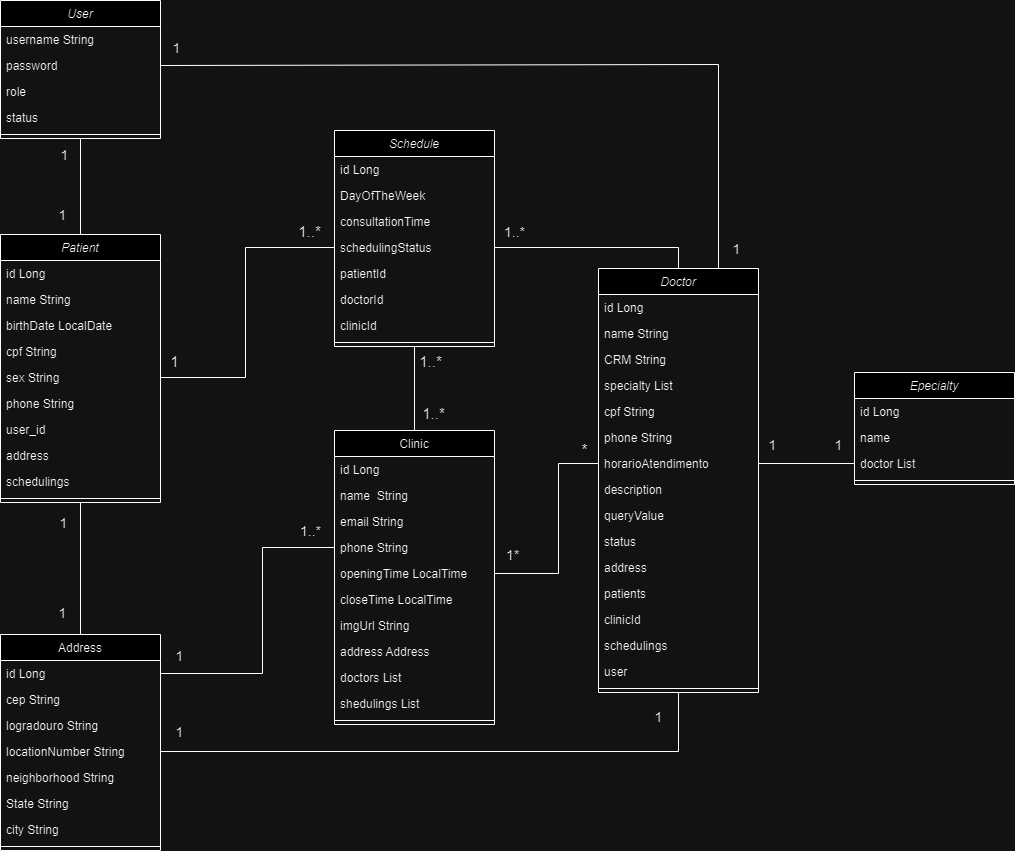 User
username String
password
role
status
1
1
1
1
Schedule
id Long
DayOfTheWeek
consultationTime
schedulingStatus
patientId
doctorId
clinicId
1..*
1..*
1..*
1..*
Patient
id Long
name String
birthDate LocalDate
cpf String
sex String
phone String
user_id
address
schedulings
1
1
1
Doctor
id Long
name String
CRM String
specialty List
cpf String
phone String
horarioAtendimento
description
queryValue
status
address
patients
clinicId
schedulings
user
*
1
1
1
Epecialty
id Long
name
doctor List
Clinic
id Long
name  String
email String
phone String
openingTime LocalTime
closeTime LocalTime
imgUrl String
address Address
doctors List
shedulings List
1..*
1*
Address
id Long
cep String
logradouro String
locationNumber String
neighborhood String
State String
city String
1
1